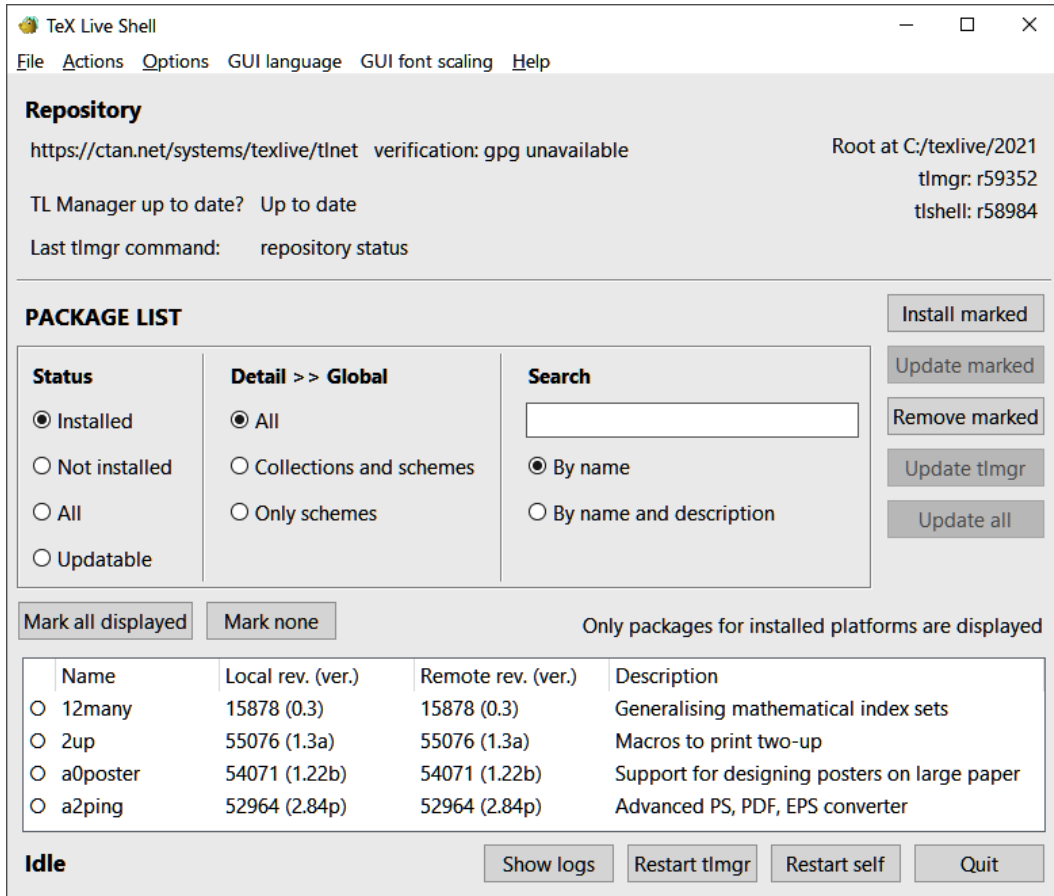 TeX Live Shell
File Actions Options GUI language GUI font scaling Help
Repository
https://ctan.net/systems/texlive/tlnet verification: gpg unavailable
Root at C:/texlive/2021
tlmgr: r59352
tlshell: r58984
TL Manager up to date? Up to date
Last tlmgr command: repository status
PACKAGE LIST
Install marked
Update marked
Remove marked
Update tlmgr
Update all
Status
Installed
Not installed
All
Updatable
Detail >> Global
All
Collections and schemes
Only schemes
Search
By name
By name and description
Mark all displayed Mark none
Only packages for installed platforms are displayed
Name Local rev. (ver.) Remote rev. (ver.) Description
12many 15878 (0.3) 15878 (0.3) Generalising mathematical index sets
2up 55076 (1.3a) 55076 (1.3a) Macros to print two-up
a0poster 54071 (1.22b) 54071 (1.22b) Support for designing posters on large paper
a2ping 52964 (2.84p) 52964 (2.84p) Advanced PS, PDF, EPS converter
Idle
Show logs Restart tlmgr Restart self Quit